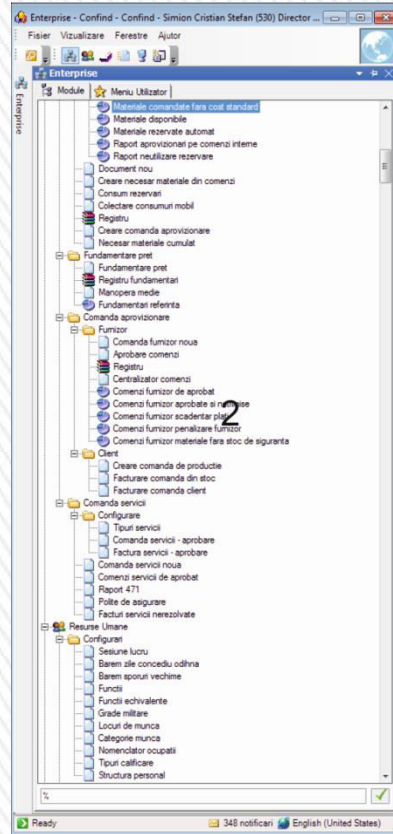 Enterprise - Confind - Confind - Simion Cristian Stefan (530) Director ...
Fisier Vizualizare Ferestre Ajutor
Enterprise
Module Meniu Utilizator
Enterprise
Materiale comandate fara cost standard
Materiale disponibile
Materiale rezervate automat
Raport aprovizionari pe comenzi interne
Raport neutilizare rezervare
Document nou
Creare necesar materiale din comenzi
Consum rezervari
Colectare consumuri mobil
Registru
Creare comanda aprovizionare
Necesar materiale cumulat
Fundamentare pret
Fundamentare pret
Registru fundamentari
Manopera medie
Fundamentari referinta
Comanda aprovizionare
Furnizor
Comanda furnizor noua
Aprobare comenzi
Registru
Centralizator comenzi
Comenzi furnizor de aprobat
Comenzi furnizor aprobate si
Comenzi furnizor scadentar
2
Comenzi furnizor penalizare furnizor
Comenzi furnizor materiale fara stoc de siguranta
Client
Creare comanda de productie
Facturare comanda din stoc
Facturare comanda client
Comanda servicii
Configurare
Tipuri servicii
Comanda servicii - aprobare
Factura servicii - aprobare
Comanda servicii noua
Comenzi servicii de aprobat
Raport 471
Polite de asigurare
Facturi servicii nerezolvate
Resurse Umane
Configurari
Sesiune lucru
Barem zile concediu odihna
Barem sporuri vechime
Functii
Functii echivalente
Grade militare
Locuri de munca
Categorie munca
Nomenclator ocupatii
Tipuri calificare
Structura personal
%
Ready 348 notificari English (United States)